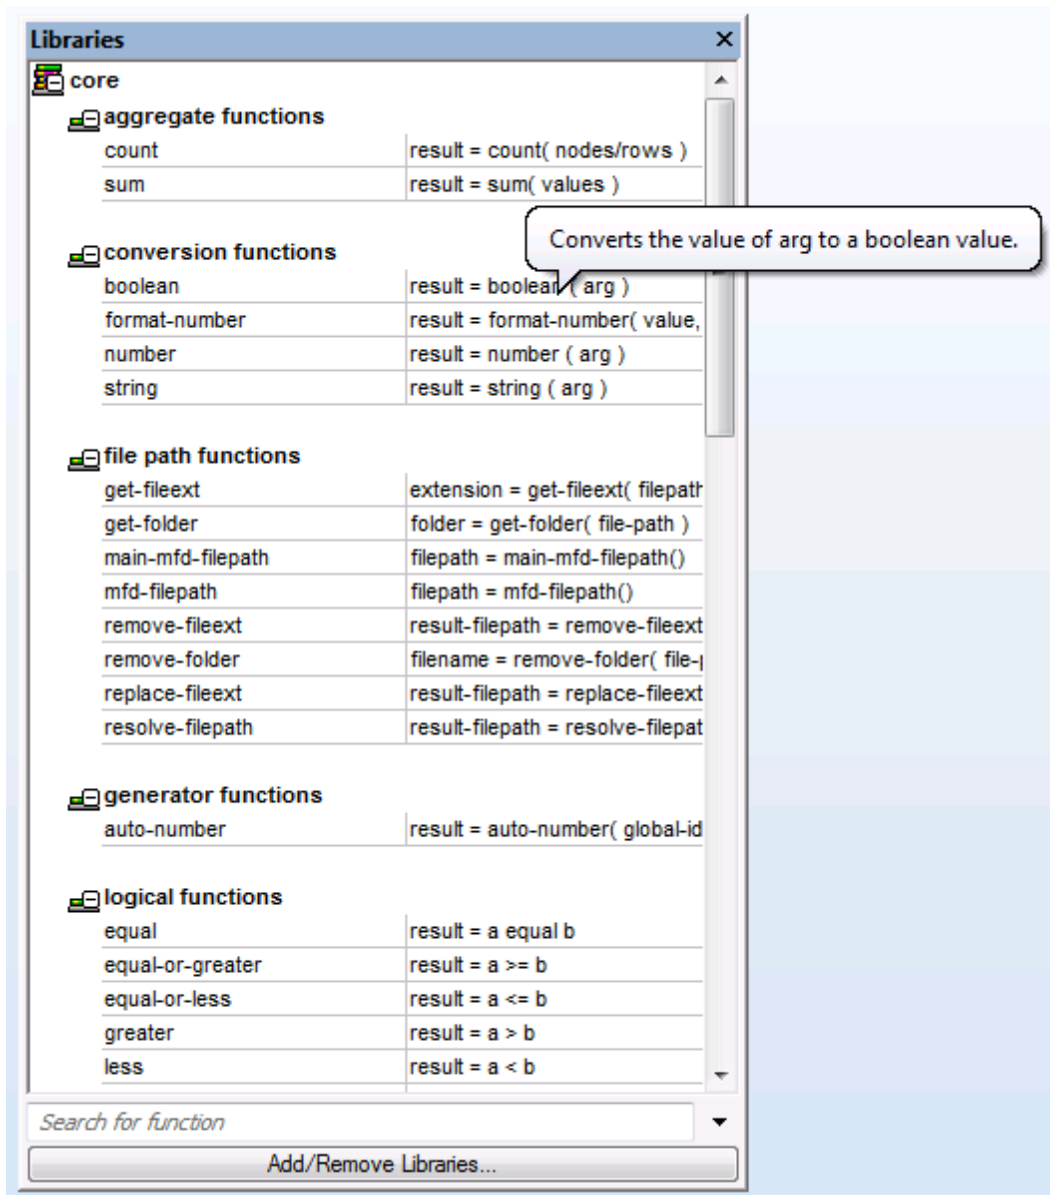 Libraries
core
aggregate functions
count result = count( nodes/rows )
sum result = sum( values )
Converts the value of arg to a boolean value.
conversion functions
boolean result = boolean ( arg )
format-number result = format-number( value,
number result = number ( arg )
string result = string ( arg )
file path functions
get-fileext extension = get-fileext( filepath
get-folder folder = get-folder( file-path )
main-mfd-filepath filepath = main-mfd-filepath()
mfd-filepath filepath = mfd-filepath()
remove-fileext result-filepath = remove-fileext
remove-folder filename = remove-folder( file-p
replace-fileext result-filepath = replace-fileext
resolve-filepath result-filepath = resolve-filepat
generator functions
auto-number result = auto-number( global-id
logical functions
equal result = a equal b
equal-or-greater result = a >= b
equal-or-less result = a <= b
greater result = a > b
less result = a < b
Search for function
Add/Remove Libraries...